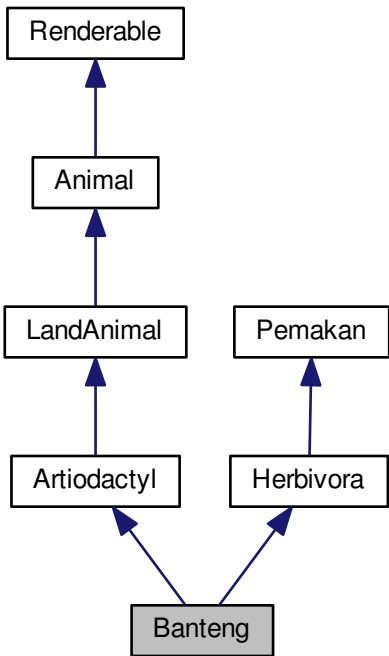 Renderable
Animal
LandAnimal
Pemakan
Artiodactyl
Herbivora
Banteng